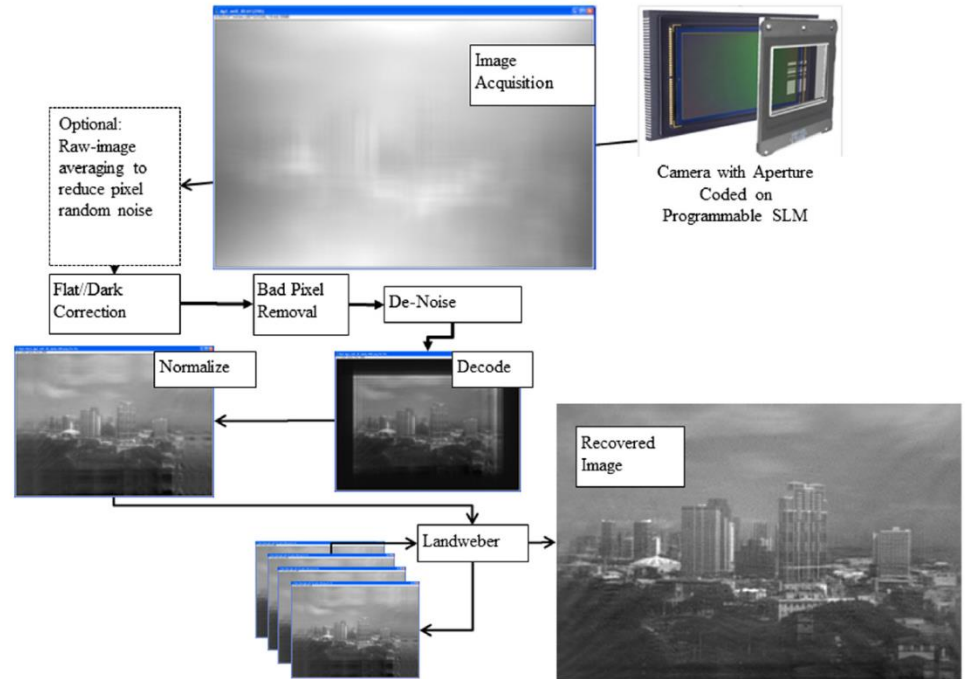 Image
Acquisition
Camera with Aperture
Coded on
Programmable SLM
Optional:
Raw-image
averaging to
reduce pixel
random noise
Flat//Dark
Correction
Bad Pixel
Removal
De-Noise
Decode
Normalize
Landweber
Recovered
Image